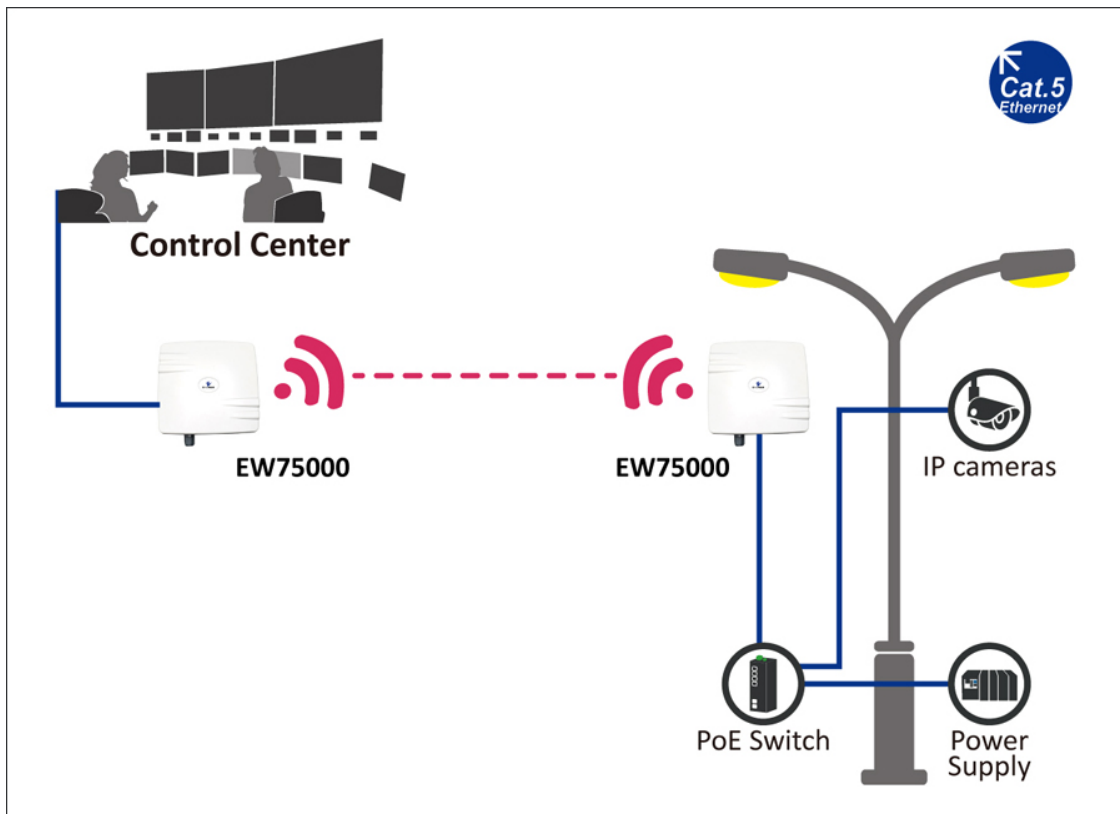 Cat.5
Ethernet
Control Center
EW75000
EW75000
IP cameras
PoE Switch
Power
Supply